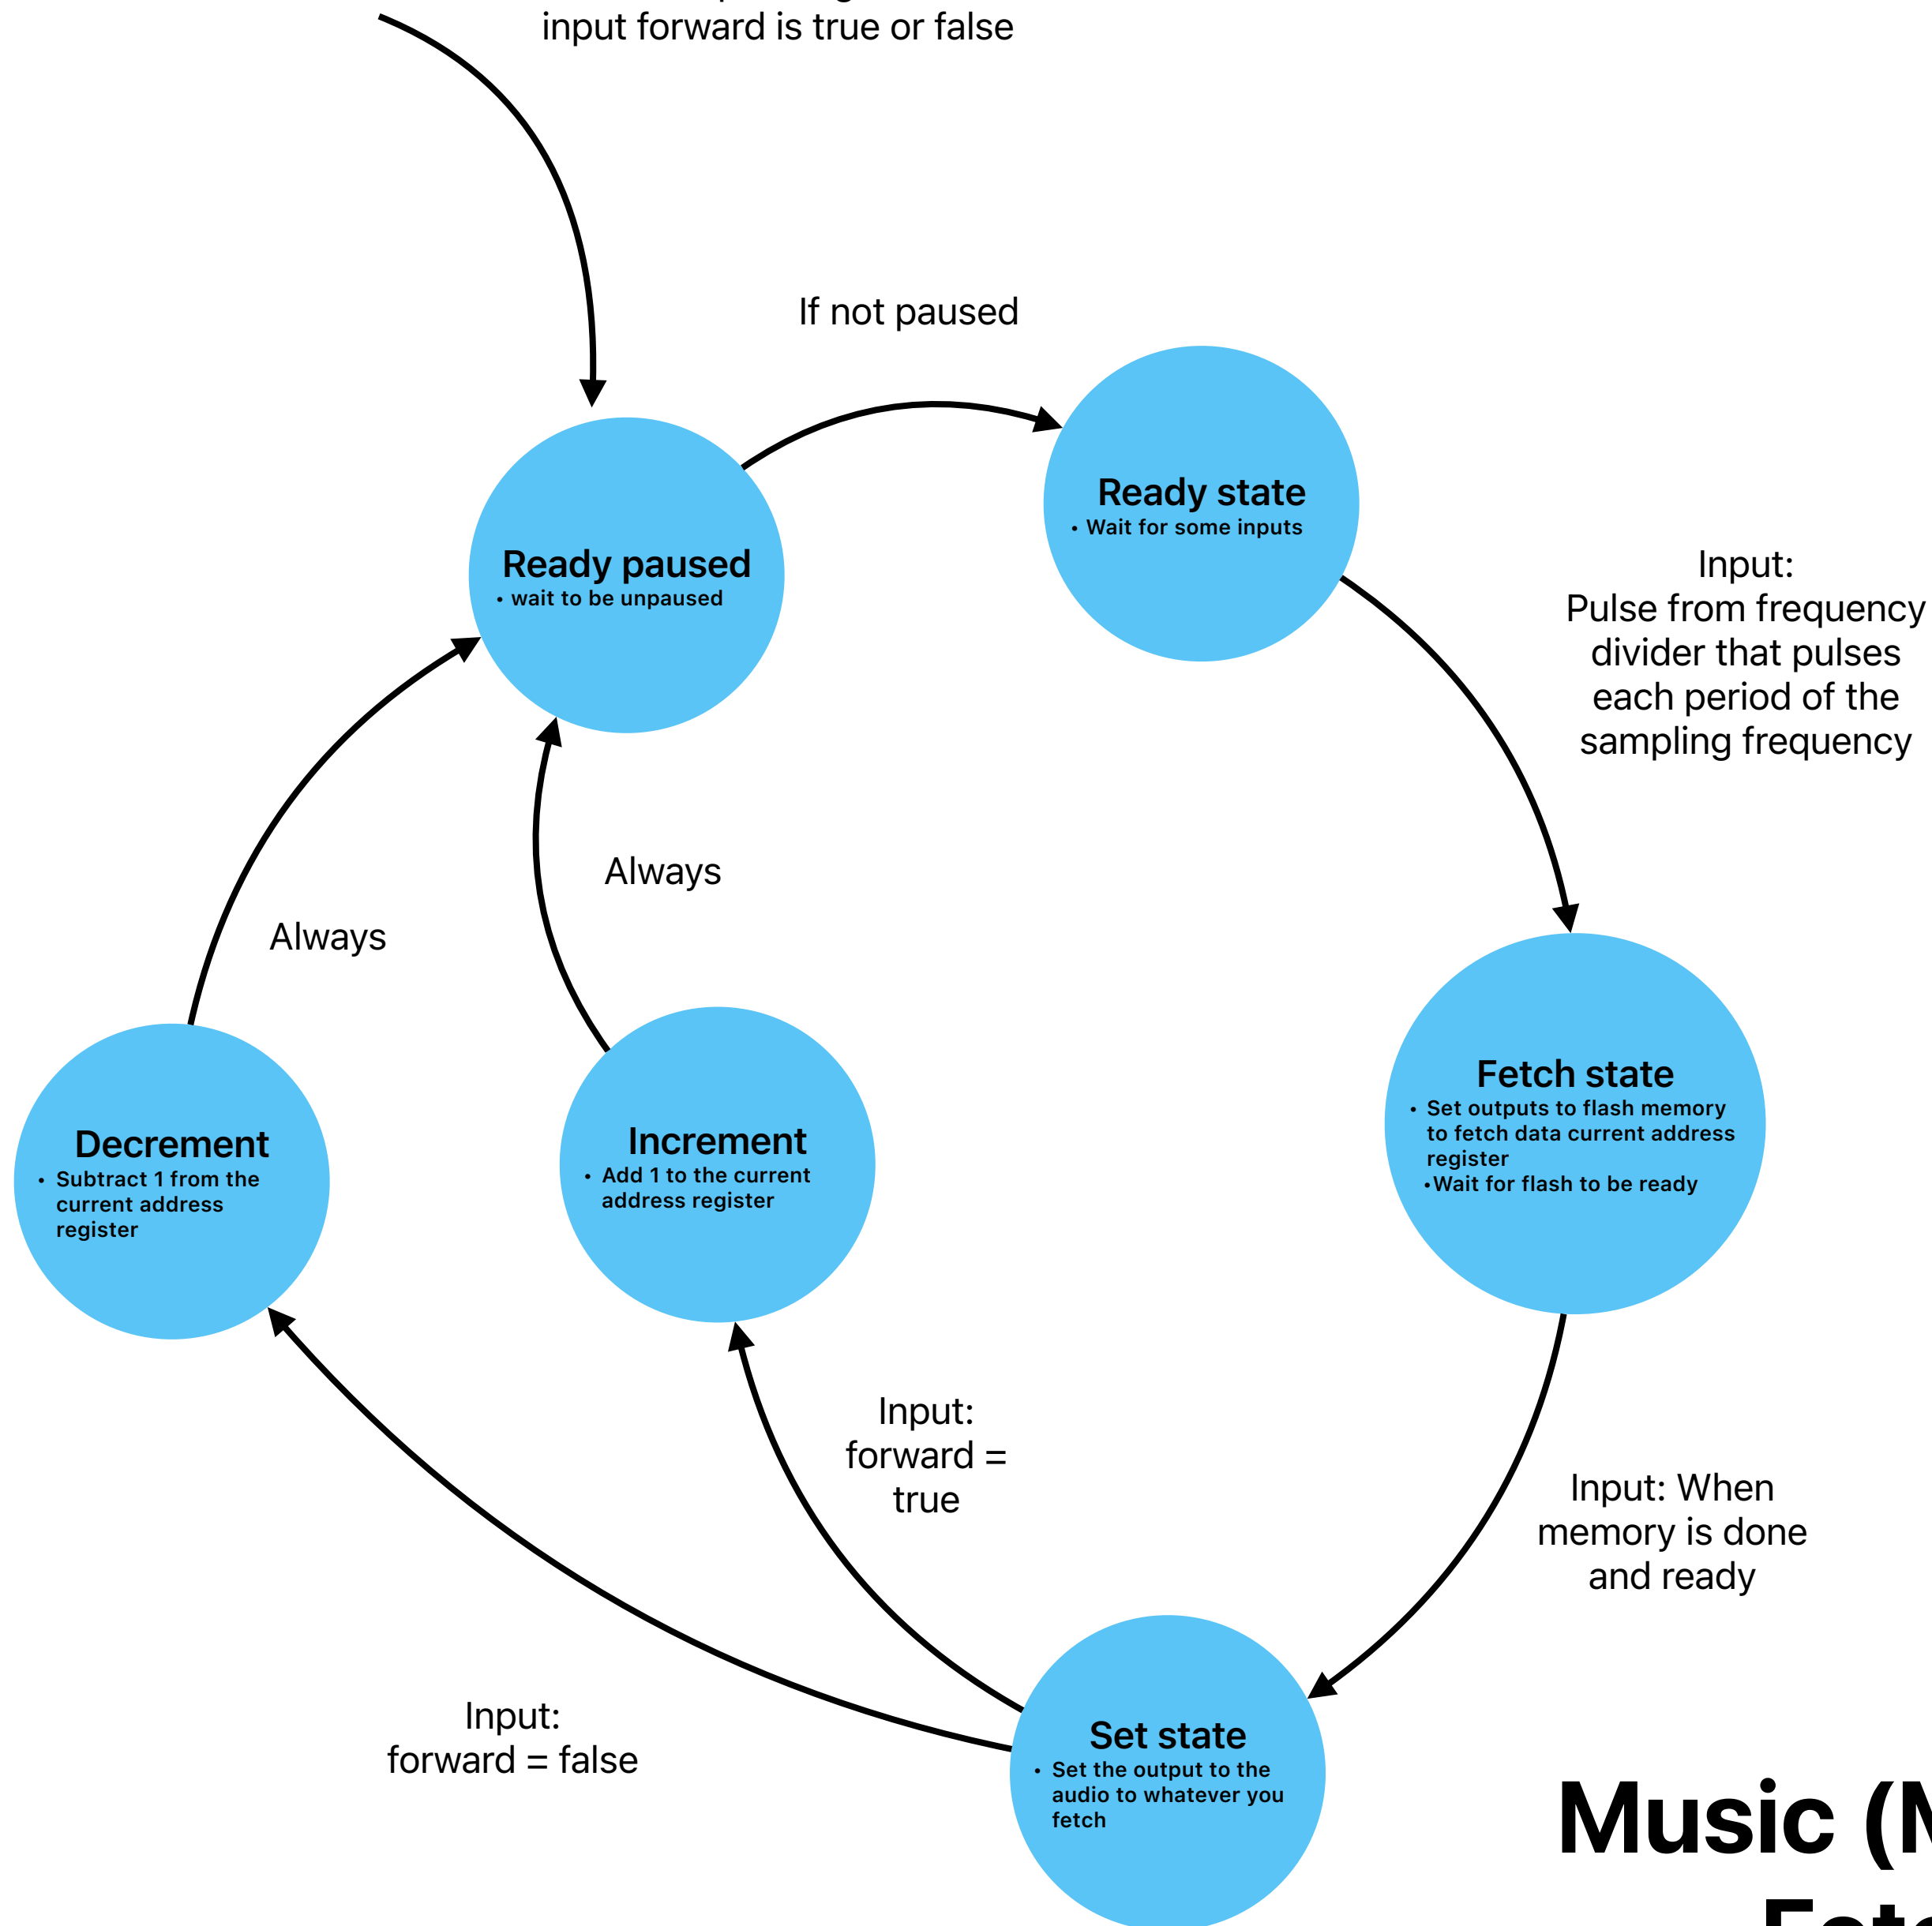 input forward is true or false
If not paused
Ready state
• Wait for some inputs
Ready paused
• wait to be unpaused
Input:
Pulse from frequency
divider that pulses
each period of the
sampling frequency
Always
Always
Fetch state
• Set outputs to flash memory
to fetch data current address
register
•Wait for flash to be ready
Decrement
• Subtract 1 from the
current address
register
Increment
• Add 1 to the current
address register
Input:
forward =
true
Input: When
memory is done
and ready
Input:
forward = false
Set state
• Set the output to the
audio to whatever you
fetch
Music (